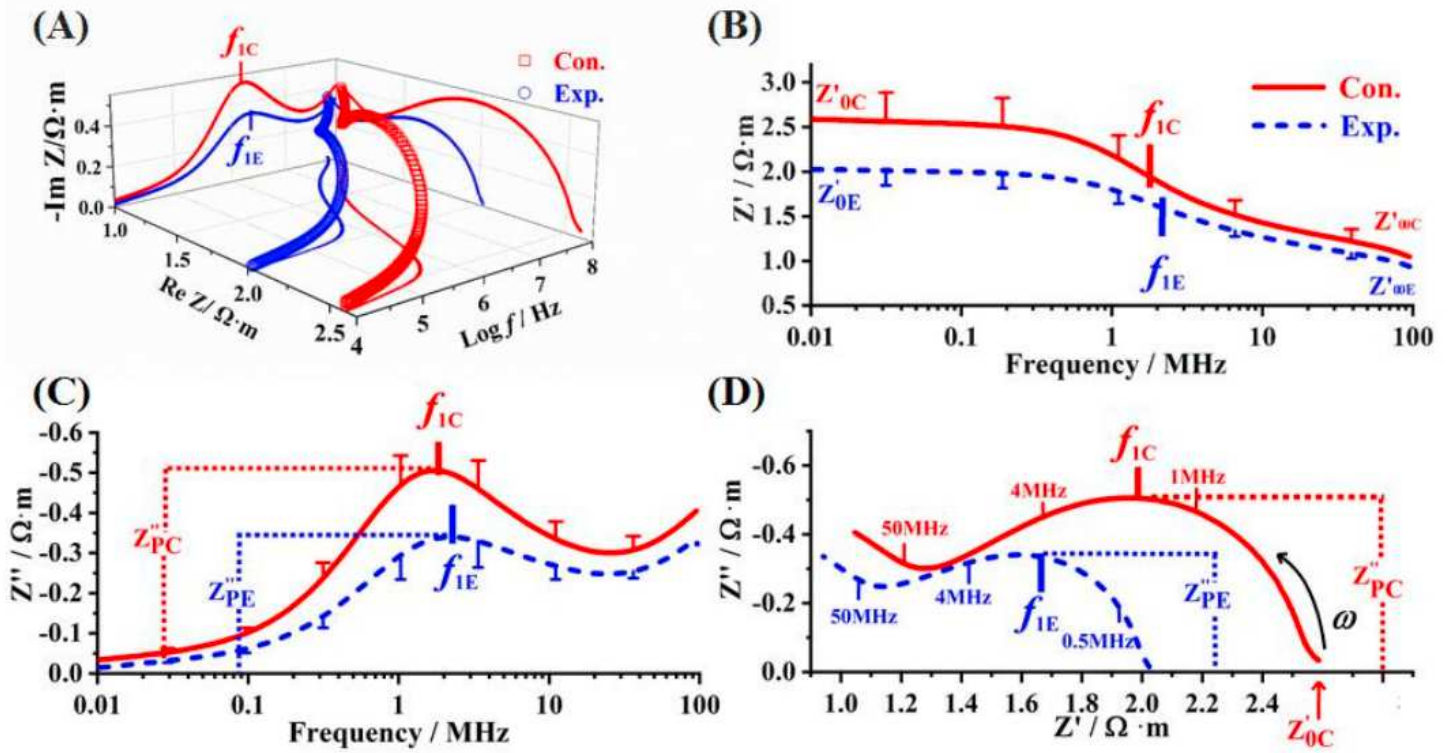 (A)
f1C
f1E
Con.
Exp.
-Im Z/Ω·m
0.4
0.2
0.0
1.0
1.5
2.0
2.5
Re Z/ Ω·m
4
5
6
7
8
Log f / Hz
(B)
Z' / Ω·m
3.0
2.5
2.0
1.5
1.0
0.5
Z'0C
Z'0E
f1C
f1E
Con.
Exp.
Z'∞C
Z'∞E
0.01
0.1
1
10
100
Frequency / MHz
(C)
Z'' / Ω·m
-0.6
-0.5
-0.4
-0.3
-0.2
-0.1
0.0
Z''PC
Z''PE
f1C
f1E
0.01
0.1
1
10
100
Frequency / MHz
(D)
Z'' / Ω·m
-0.6
-0.4
-0.2
0.0
f1C
4MHz
1MHz
50MHz
50MHz
4MHz
f1E
0.5MHz
Z''PE
Z''PC
ω
1.0
1.2
1.4
1.6
1.8
2.0
2.2
2.4
Z' / Ω·m
Z'0C